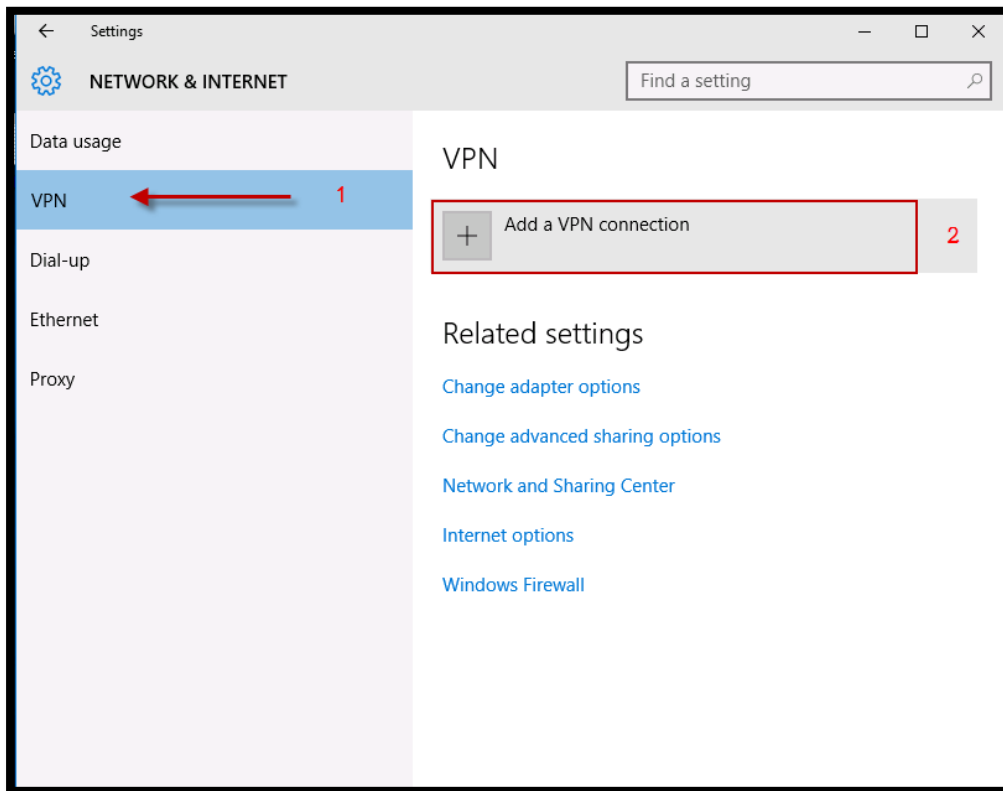 Settings
NETWORK & INTERNET
Find a setting
Data usage
VPN
1
Dial-up
Ethernet
Proxy
VPN
Add a VPN connection
2
Related settings
Change adapter options
Change advanced sharing options
Network and Sharing Center
Internet options
Windows Firewall